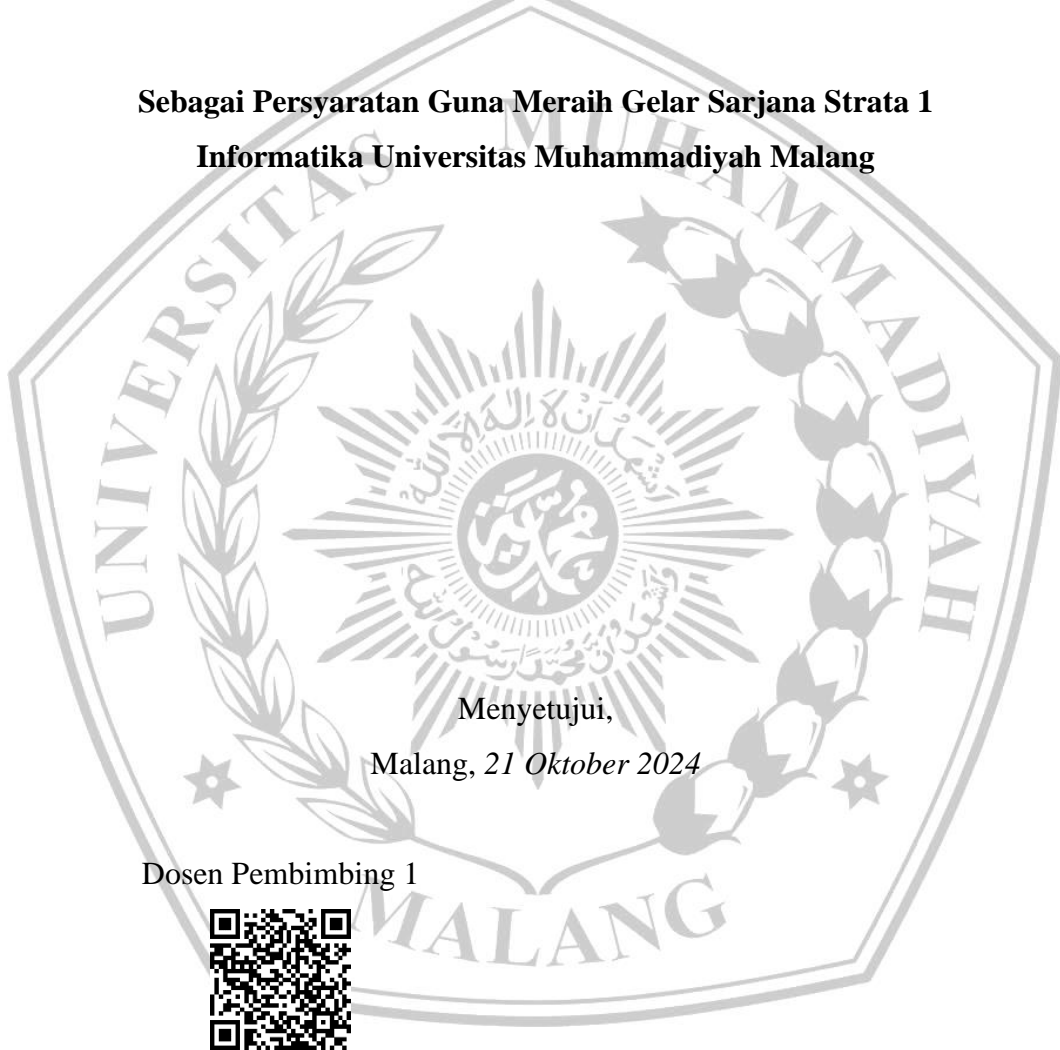 Sebagai Persyaratan Guna Meraih Gelar Sarjana Strata 1
Informatika Universitas Muhammadiyah Malang
UNIVERSITAS MUHAMMADIYAH
Menyetujui,
Malang, 21 Oktober 2024
Dosen Pembimbing 1
MALANG